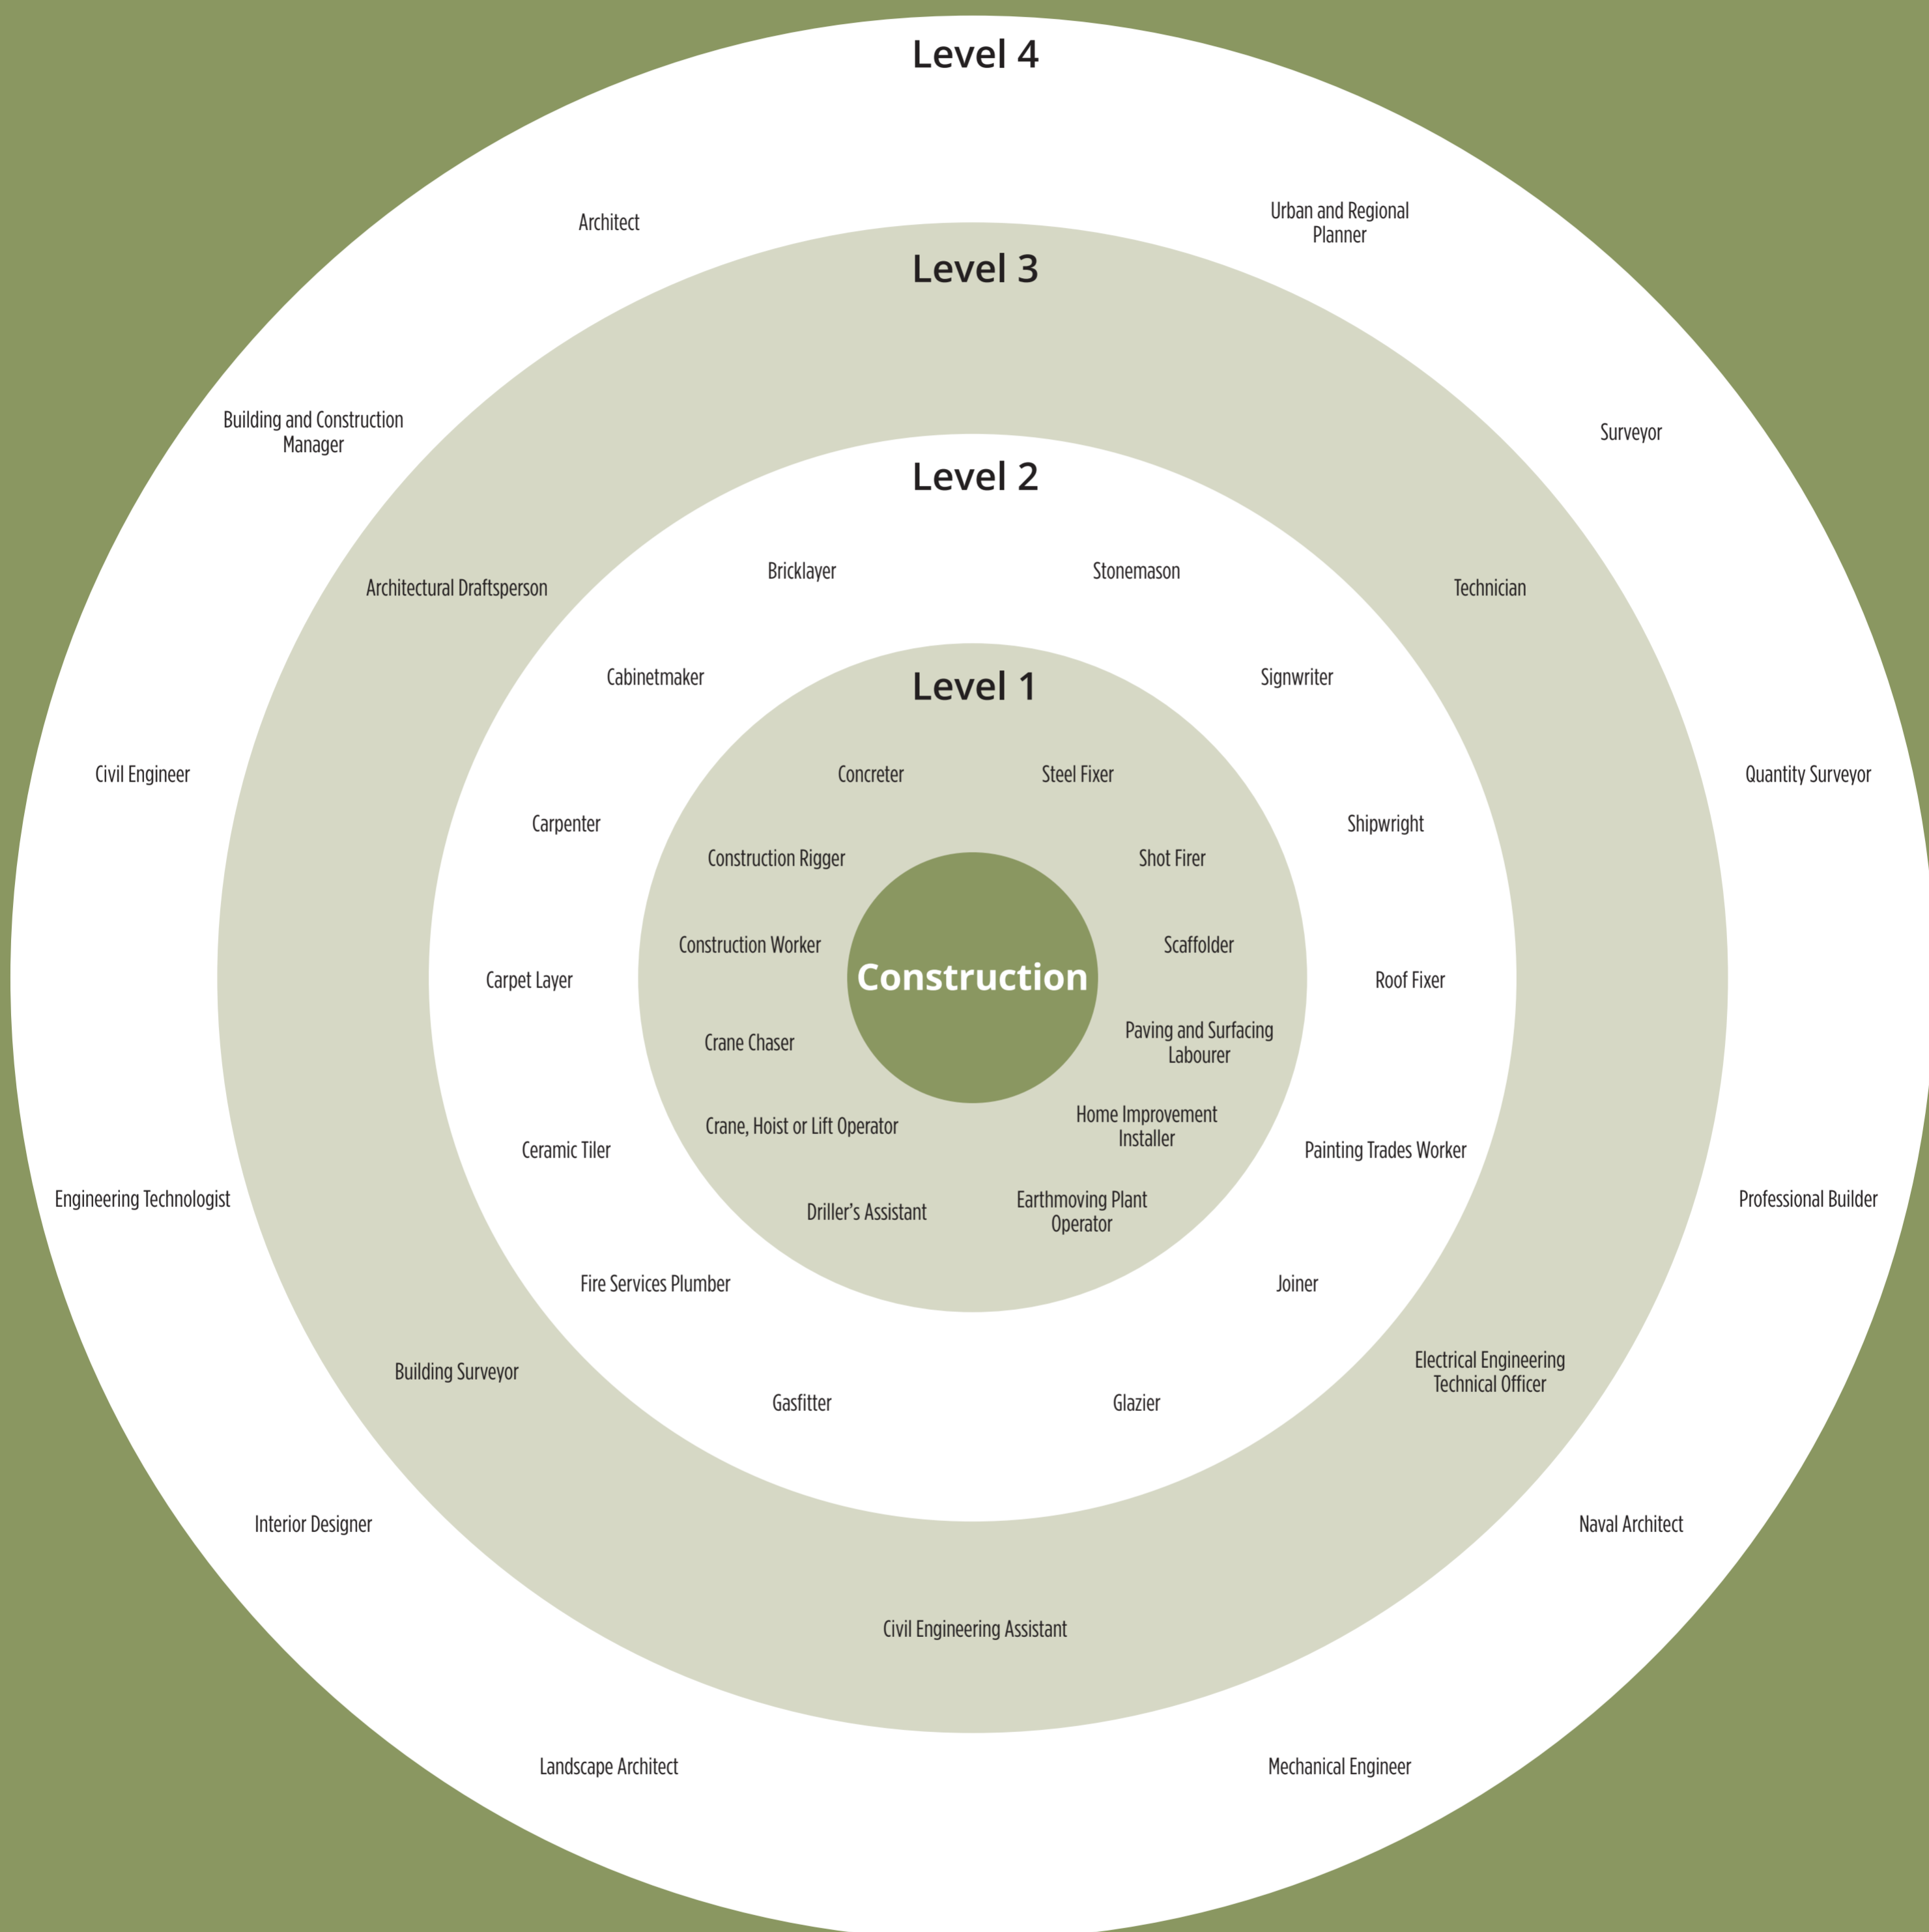 Level 4
Architect
Urban and Regional
Planner
Level 3
Building and Construction
Manager
Surveyor
Level 2
Bricklayer
Stonemason
Architectural Draftsperson
Technician
Cabinetmaker
Signwriter
Level 1
Civil Engineer
Concreter
Steel Fixer
Quantity Surveyor
Carpenter
Shipwright
Construction Rigger
Shot Firer
Construction Worker
Scaffolder
Construction
Carpet Layer
Roof Fixer
Crane Chaser
Paving and Surfacing
Labourer
Crane, Hoist or Lift Operator
Home Improvement
Installer
Ceramic Tiler
Painting Trades Worker
Engineering Technologist
Driller’s Assistant
Earthmoving Plant
Operator
Professional Builder
Fire Services Plumber
Joiner
Building Surveyor
Electrical Engineering
Technical Officer
Gasfitter
Glazier
Interior Designer
Naval Architect
Civil Engineering Assistant
Landscape Architect
Mechanical Engineer